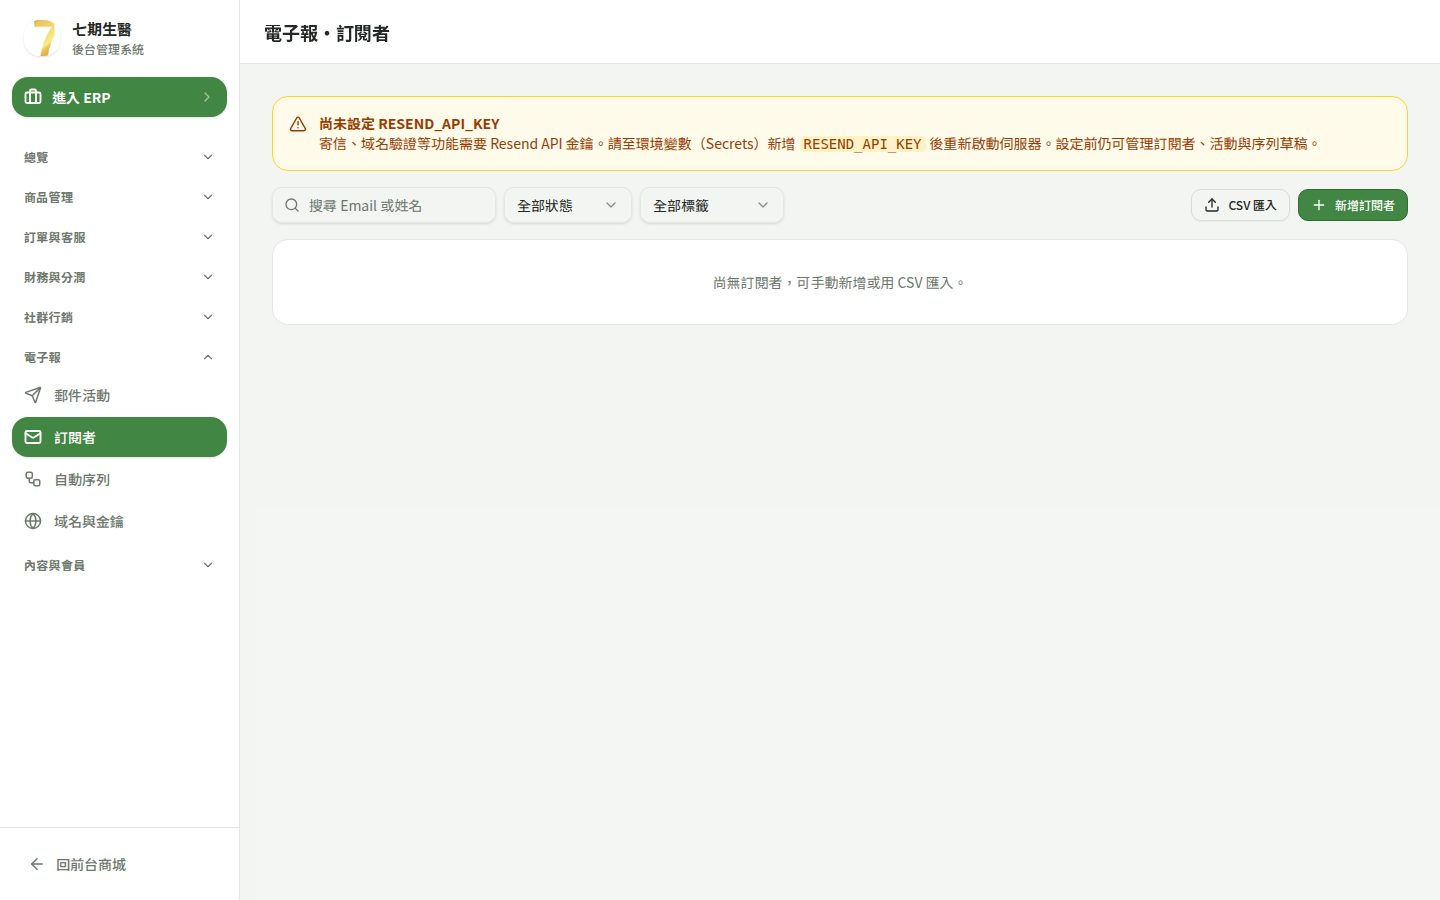 7
七期生醫
後台管理系統
進入 ERP
總覽
商品管理
訂單與客服
財務與分潤
社群行銷
電子報
郵件活動
訂閱者
自動序列
域名與金鑰
內容與會員
回前台商城
電子報・訂閱者
尚未設定 RESEND_API_KEY
寄信、域名驗證等功能需要 Resend API 金鑰。請至環境變數（Secrets）新增 RESEND_API_KEY 後重新啟動伺服器。設定前仍可管理訂閱者、活動與序列草稿。
搜尋 Email 或姓名
全部狀態
全部標籤
CSV 匯入
新增訂閱者
尚無訂閱者，可手動新增或用 CSV 匯入。